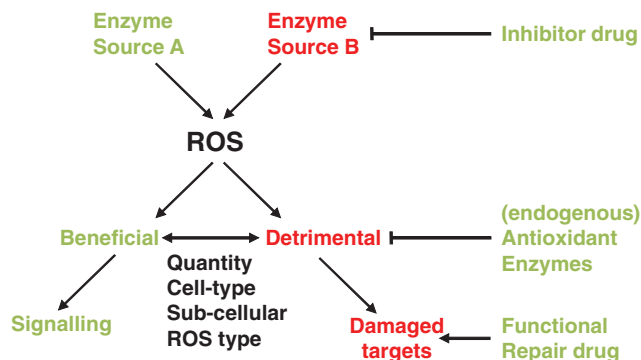 Enzyme
Source A
Enzyme
Source B
Inhibitor drug
ROS
Beneficial
Detrimental
(endogenous)
Antioxidant
Enzymes
Quantity
Cell-type
Sub-cellular
ROS type
Signalling
Damaged
targets
Functional
Repair drug